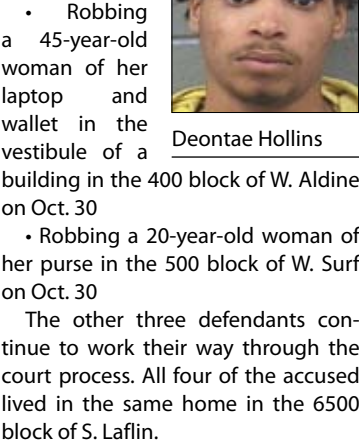 • Robbing
a 45-year-old
woman of her
laptop and
wallet in the
vestibule of a
Deontae Hollins
building in the 400 block of W. Aldine
on Oct. 30
• Robbing a 20-year-old woman of
her purse in the 500 block of W. Surf
on Oct. 30
The other three defendants con-
tinue to work their way through the
court process. All four of the accused
lived in the same home in the 6500
block of S. Laflin.